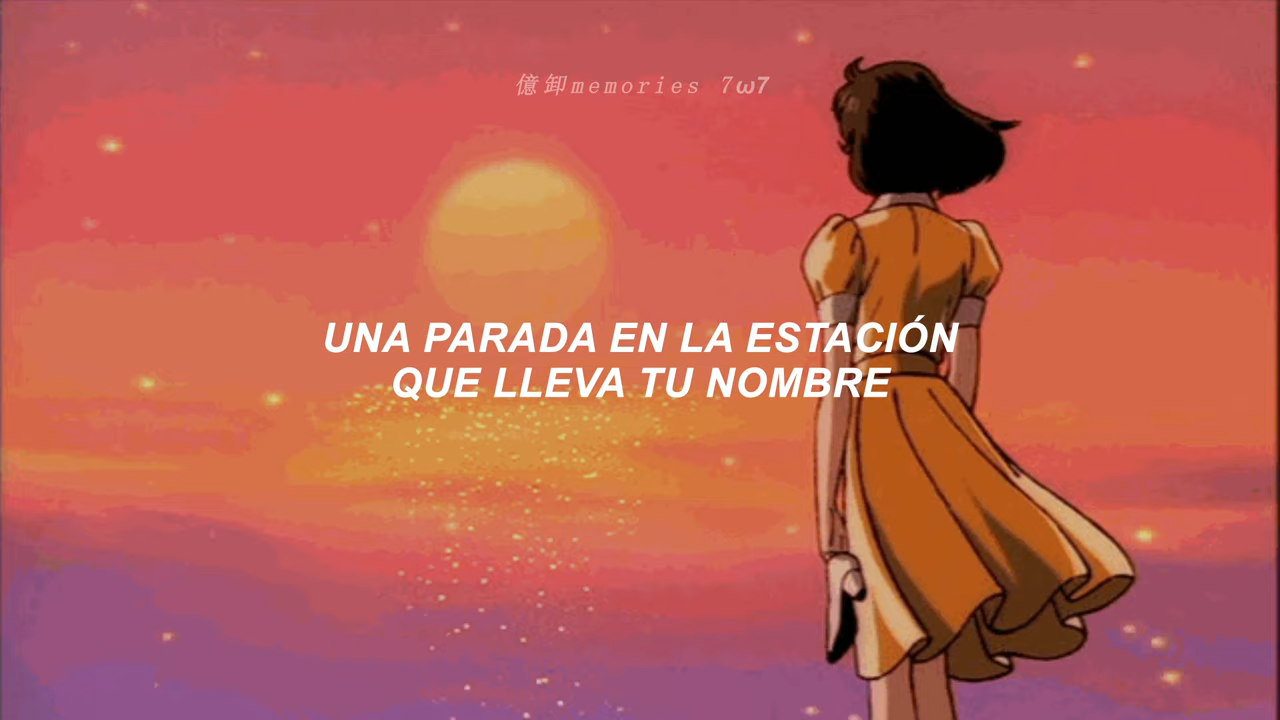 億卸memories 7ω7
UNA PARADA EN LA ESTACIÓN
QUE LLEVA TU NOMBRE